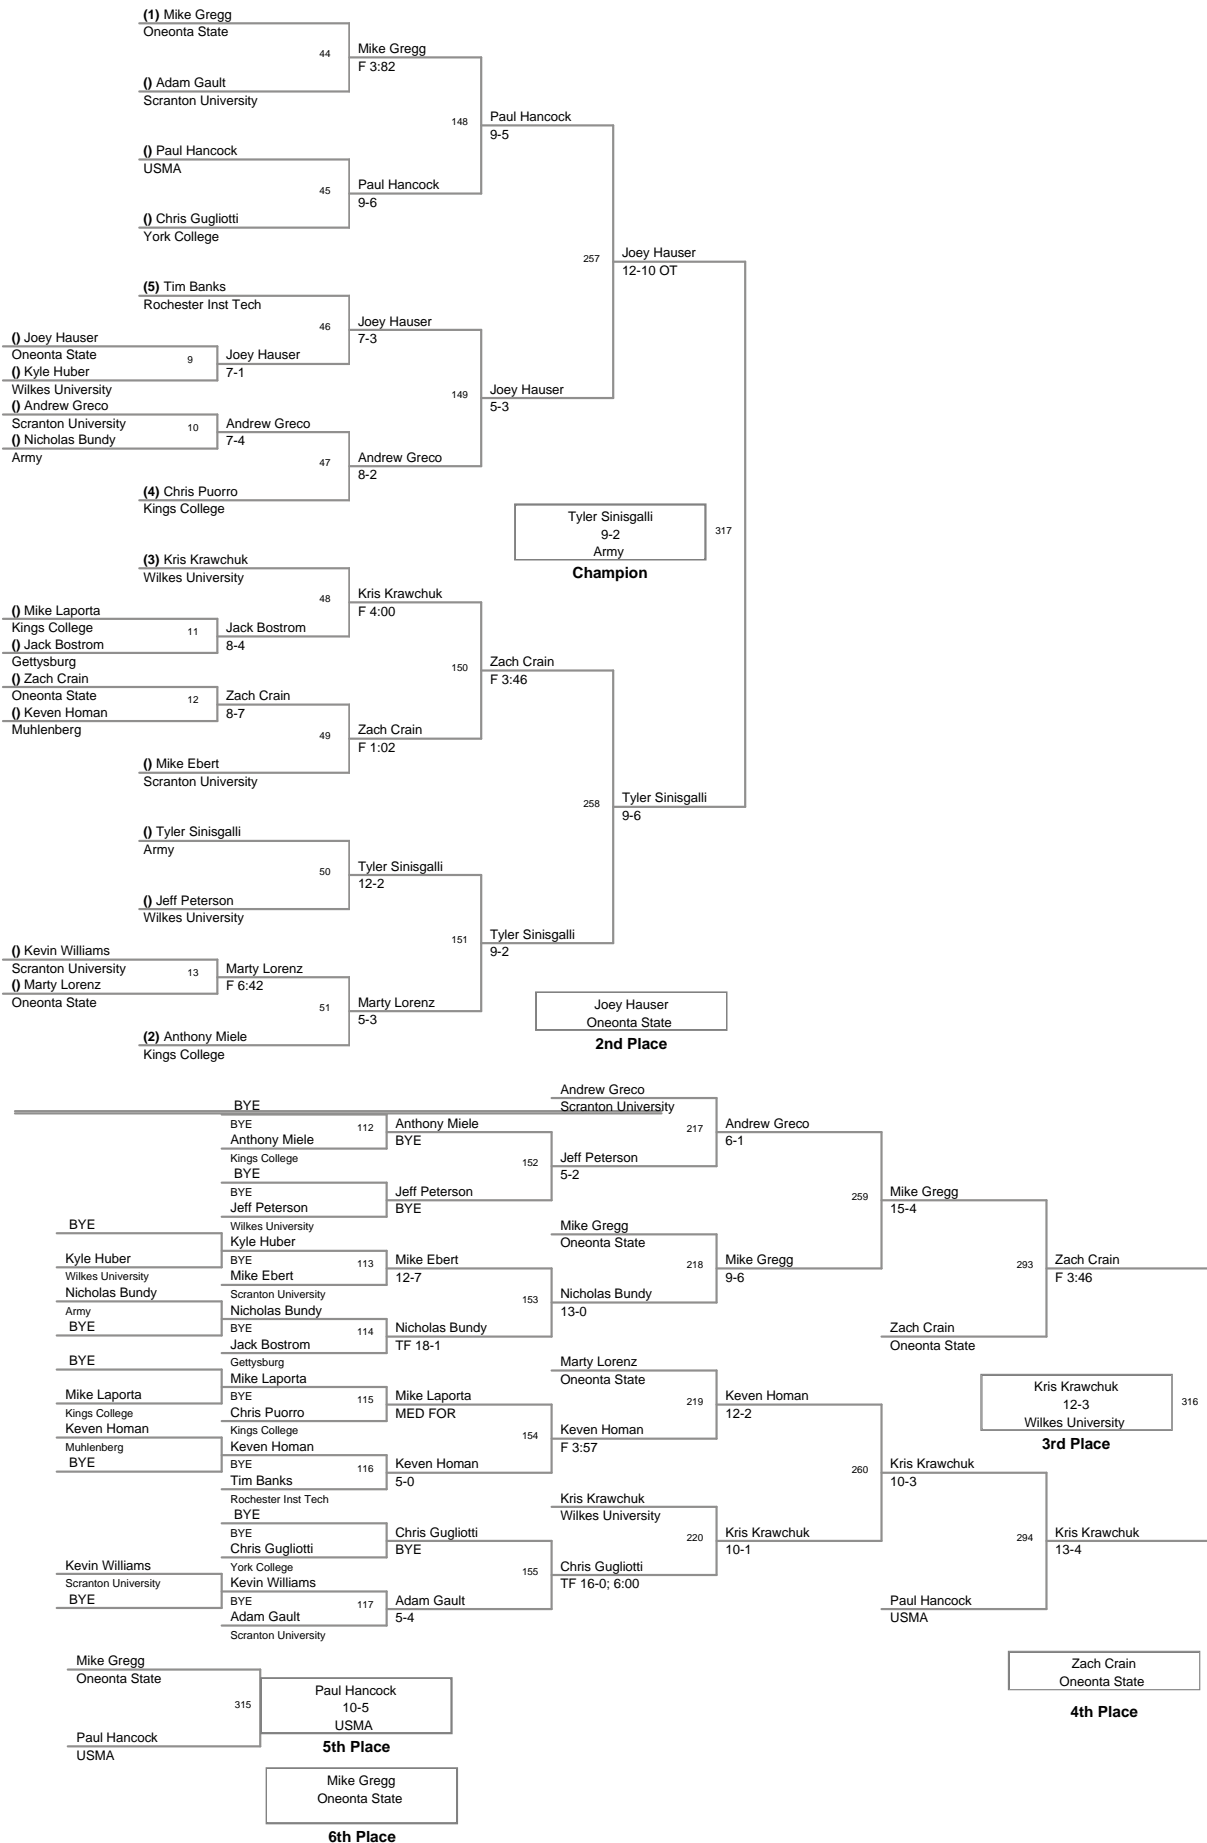 (1) Mike Gregg
Oneonta State
44
Mike Gregg
F 3:82
() Adam Gault
Scranton University
148
Paul Hancock
9-5
() Paul Hancock
USMA
45
Paul Hancock
9-6
() Chris Gugliotti
York College
257
Joey Hauser
12-10 OT
(5) Tim Banks
Rochester Inst Tech
46
Joey Hauser
7-3
() Joey Hauser
Oneonta State
9
Joey Hauser
7-1
() Kyle Huber
Wilkes University
149
Joey Hauser
5-3
() Andrew Greco
Scranton University
10
Andrew Greco
7-4
() Nicholas Bundy
Army
47
Andrew Greco
8-2
(4) Chris Puorro
Kings College
Tyler Sinisgalli
9-2
Army
Champion
317
(3) Kris Krawchuk
Wilkes University
48
Kris Krawchuk
F 4:00
() Mike Laporta
Kings College
11
Jack Bostrom
8-4
() Jack Bostrom
Gettysburg
150
Zach Crain
F 3:46
() Zach Crain
Oneonta State
12
Zach Crain
8-7
() Keven Homan
Muhlenberg
49
Zach Crain
F 1:02
() Mike Ebert
Scranton University
258
Tyler Sinisgalli
9-6
() Tyler Sinisgalli
Army
50
Tyler Sinisgalli
12-2
() Jeff Peterson
Wilkes University
151
Tyler Sinisgalli
9-2
() Kevin Williams
Scranton University
13
Marty Lorenz
F 6:42
() Marty Lorenz
Oneonta State
51
Marty Lorenz
5-3
(2) Anthony Miele
Kings College
Joey Hauser
Oneonta State
2nd Place
Andrew Greco
Scranton University
BYE
BYE
112
Anthony Miele
BYE
Anthony Miele
Kings College
217
Andrew Greco
6-1
152
Jeff Peterson
5-2
BYE
BYE
Jeff Peterson
BYE
Jeff Peterson
Wilkes University
259
Mike Gregg
15-4
BYE
Kyle Huber
Wilkes University
Kyle Huber
BYE
113
Mike Ebert
12-7
Mike Ebert
Scranton University
Mike Gregg
Oneonta State
218
Mike Gregg
9-6
153
Nicholas Bundy
13-0
Nicholas Bundy
Army
BYE
Nicholas Bundy
BYE
114
Nicholas Bundy
TF 18-1
Jack Bostrom
Gettysburg
293
Zach Crain
F 3:46
Zach Crain
Oneonta State
BYE
Mike Laporta
Kings College
Mike Laporta
BYE
115
Mike Laporta
MED FOR
Chris Puorro
Kings College
Marty Lorenz
Oneonta State
219
Keven Homan
12-2
154
Keven Homan
F 3:57
Keven Homan
Muhlenberg
BYE
Keven Homan
BYE
116
Keven Homan
5-0
Tim Banks
Rochester Inst Tech
Kris Krawchuk
12-3
Wilkes University
316
3rd Place
260
Kris Krawchuk
10-3
Kris Krawchuk
Wilkes University
220
Kris Krawchuk
10-1
BYE
BYE
Chris Gugliotti
BYE
Chris Gugliotti
York College
155
Chris Gugliotti
TF 16-0; 6:00
294
Kris Krawchuk
13-4
Kevin Williams
Scranton University
BYE
Kevin Williams
BYE
117
Adam Gault
5-4
Adam Gault
Scranton University
Paul Hancock
USMA
Zach Crain
Oneonta State
4th Place
Mike Gregg
Oneonta State
315
Paul Hancock
10-5
USMA
5th Place
Paul Hancock
USMA
Mike Gregg
Oneonta State
6th Place